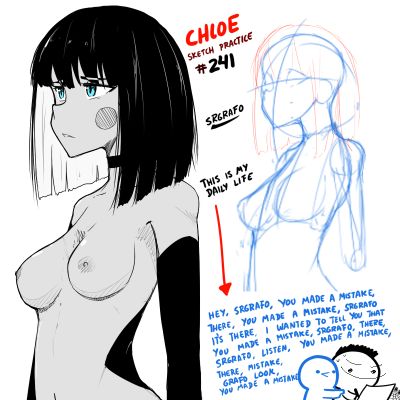 CHLOE
SKETCH PRACTICE
#241
SRGRAFO
THIS IS MY
DAILY LIFE
HEY, SRGRAFO, YOU MADE A MISTAKE,
THERE, YOU MADE A MISTAKE, SRGRAFO
IT'S THERE, I WANTED TO TELL YOU THAT
YOU MADE A MISTAKE, SRGRAFO, THERE,
SRGRAFO, LISTEN, YOU MADE A MISTAKE,
THERE, MISTAKE,
GRAFO LOOK,
YOU MADE A MISTAKE